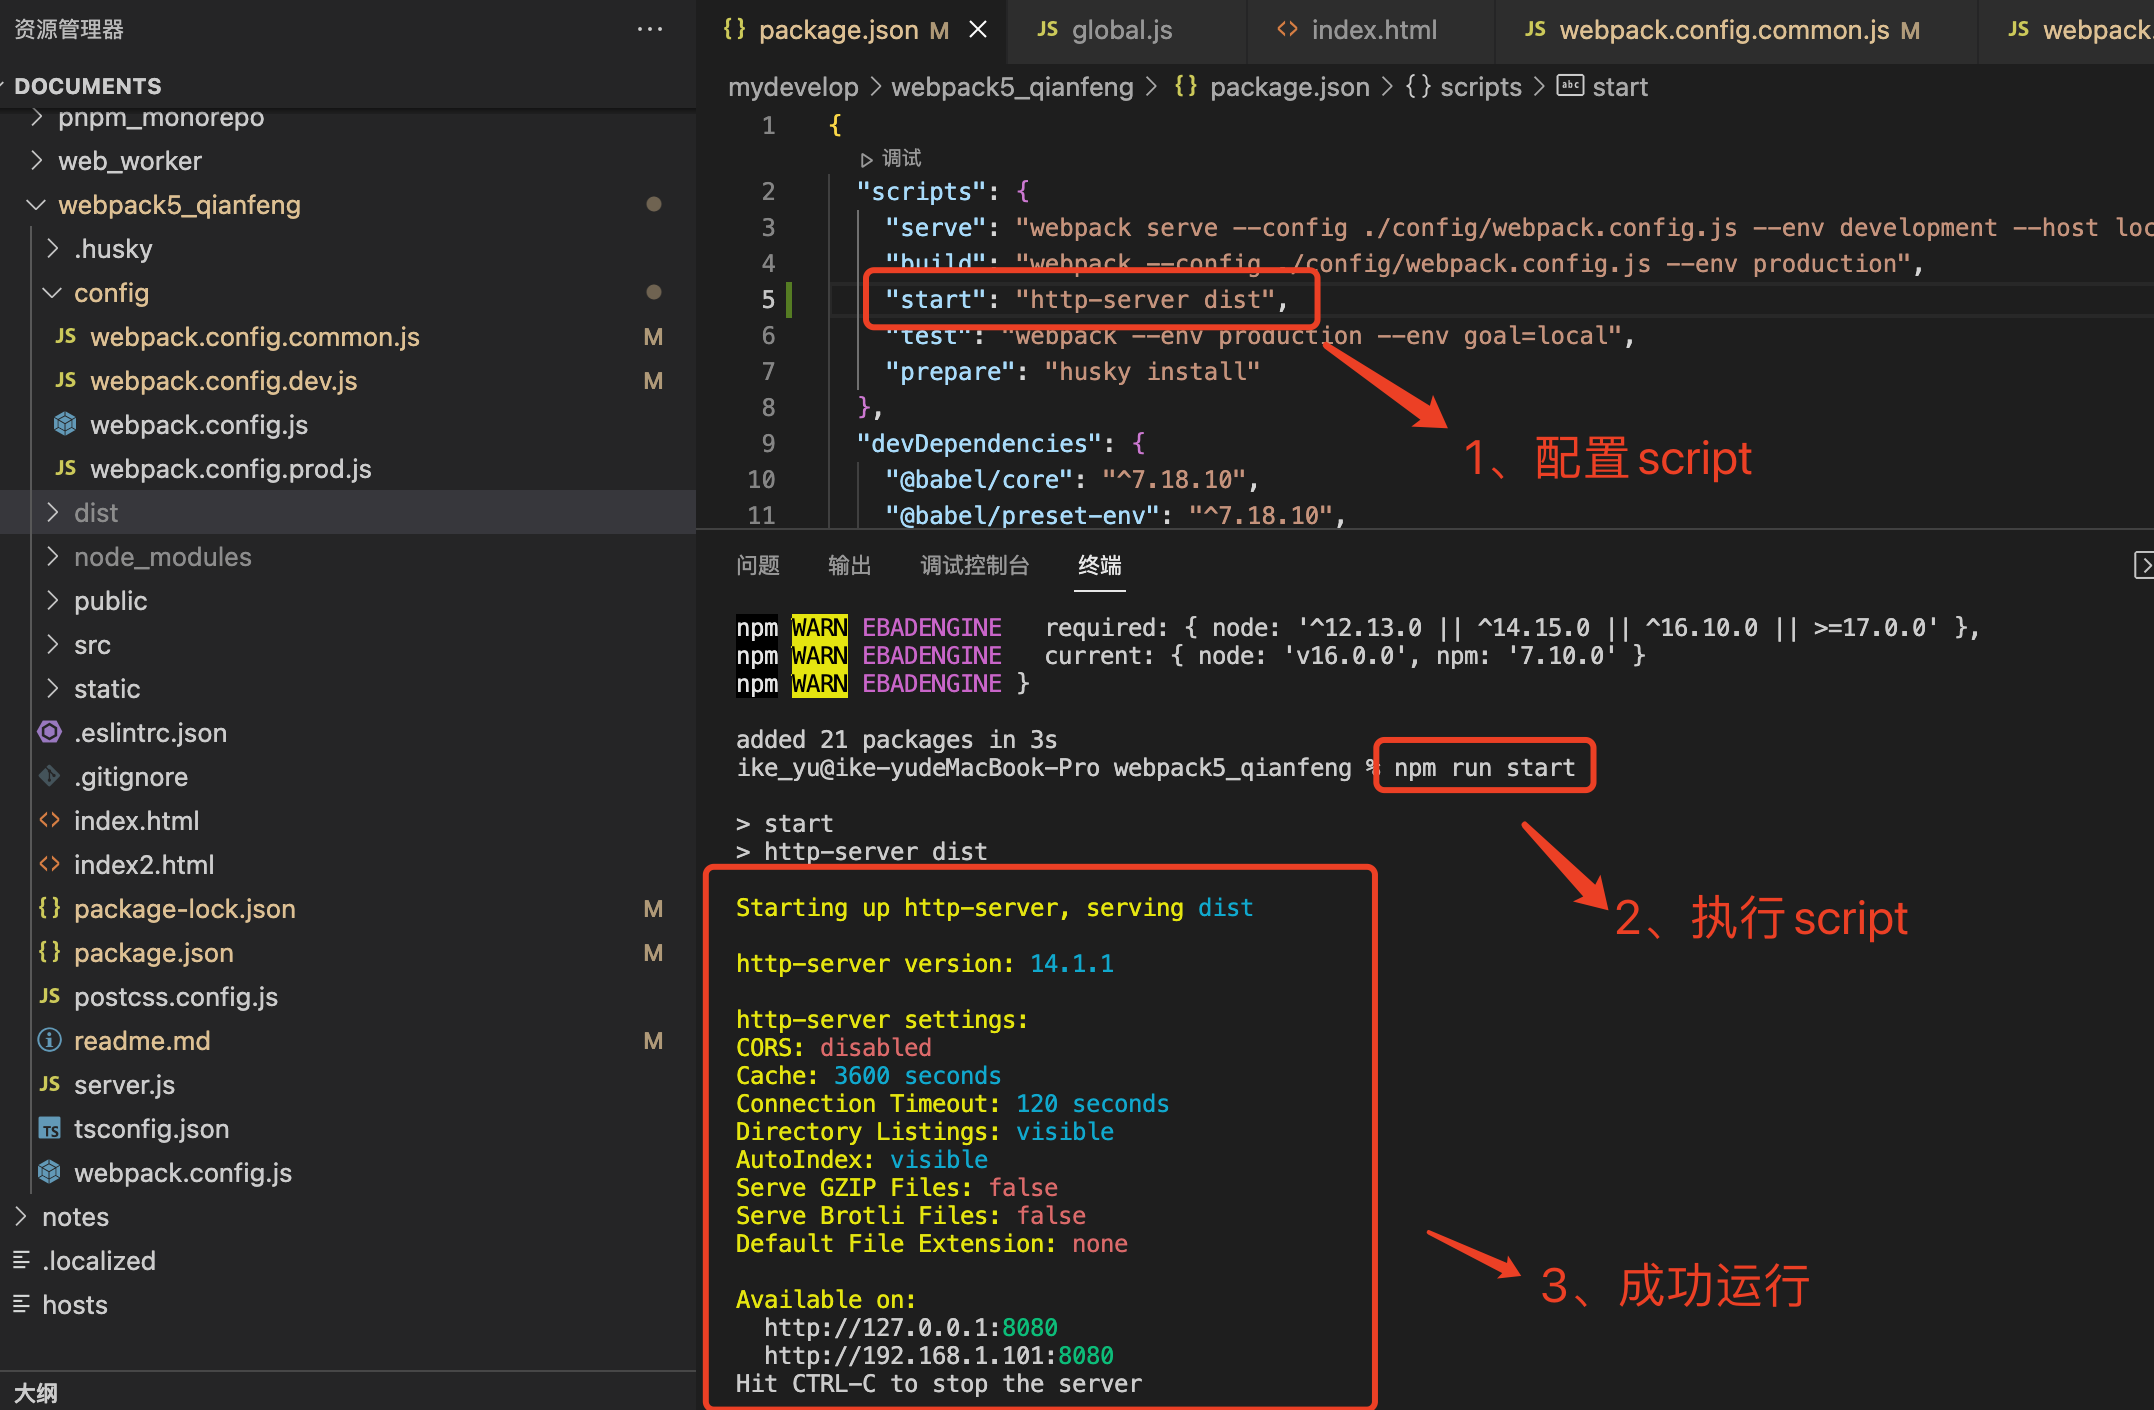 资源管理器
DOCUMENTS
pnpm_monorepo
web_worker
webpack5_qianfeng
.husky
config
JS webpack.config.common.js M
JS webpack.config.dev.js M
webpack.config.js
JS webpack.config.prod.js
dist
node_modules
public
src
static
.eslintrc.json
.gitignore
<> index.html
<> index2.html
{} package-lock.json M
{} package.json M
JS postcss.config.js
readme.md M
JS server.js
TS tsconfig.json
webpack.config.js
notes
.localized
hosts
大纲
{} package.json M
JS global.js
<> index.html
JS webpack.config.common.js M
JS webpack.
mydevelop > webpack5_qianfeng > {} package.json > {} scripts > abc start
1 {
调试
2 "scripts": {
3 "serve": "webpack serve --config ./config/webpack.config.js --env development --host loc
4 "build": "webpack --config ./config/webpack.config.js --env production",
5 "start": "http-server dist",
6 "test": "webpack --env production --env goal=local",
7 "prepare": "husky install"
8 },
9 "devDependencies": {
10 "@babel/core": "^7.18.10",
11 "@babel/preset-env": "^7.18.10",
1、配置script
问题 输出 调试控制台 终端
npm WARN EBADENGINE required: { node: '^12.13.0 || ^14.15.0 || ^16.10.0 || >=17.0.0' },
npm WARN EBADENGINE current: { node: 'v16.0.0', npm: '7.10.0' }
npm WARN EBADENGINE }
added 21 packages in 3s
ike_yu@ike-yudeMacBook-Pro webpack5_qianfeng % npm run start
> start
> http-server dist
2、执行script
Starting up http-server, serving dist
http-server version: 14.1.1
http-server settings:
CORS: disabled
Cache: 3600 seconds
Connection Timeout: 120 seconds
Directory Listings: visible
AutoIndex: visible
Serve GZIP Files: false
Serve Brotli Files: false
Default File Extension: none
3、成功运行
Available on:
http://127.0.0.1:8080
http://192.168.1.101:8080
Hit CTRL-C to stop the server